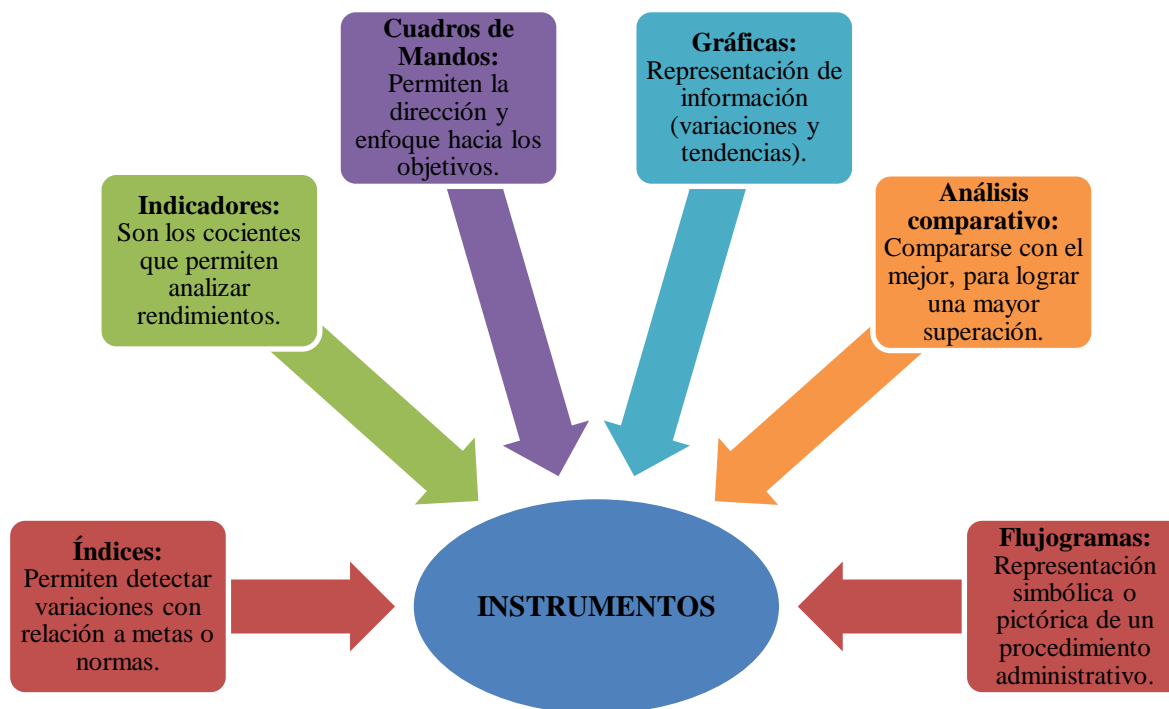 Cuadros de
Mandos:
Permiten la
dirección y
enfoque hacia los
objetivos.
Gráficas:
Representación de
información
(variaciones y
tendencias).
Indicadores:
Son los cocientes
que permiten
analizar
rendimientos.
Análisis
comparativo:
Compararse con el
mejor, para lograr
una mayor
superación.
Índices:
Permiten detectar
variaciones con
relación a metas o
normas.
INSTRUMENTOS
Flujogramas:
Representación
simbólica o
pictórica de un
procedimiento
administrativo.